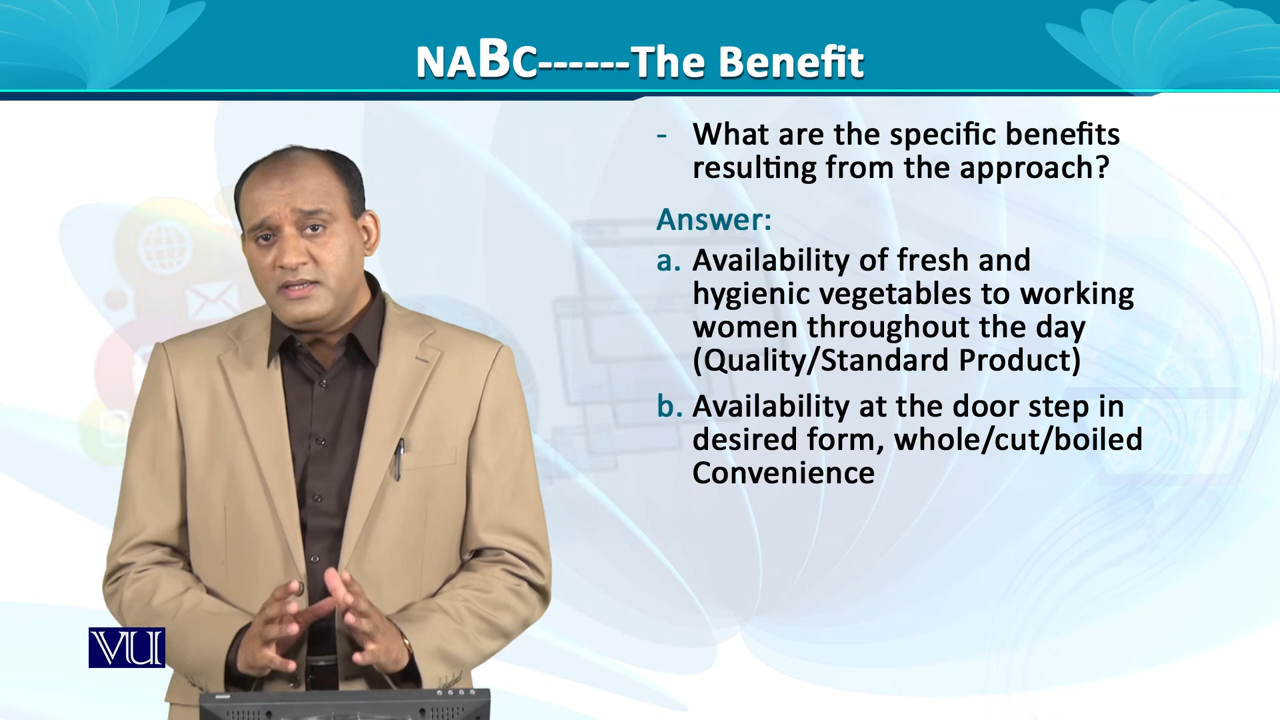 NABC------The Benefit
- What are the specific benefits
resulting from the approach?
Answer:
a. Availability of fresh and
hygienic vegetables to working
women throughout the day
(Quality/Standard Product)
b. Availability at the door step in
desired form, whole/cut/boiled
Convenience
VU